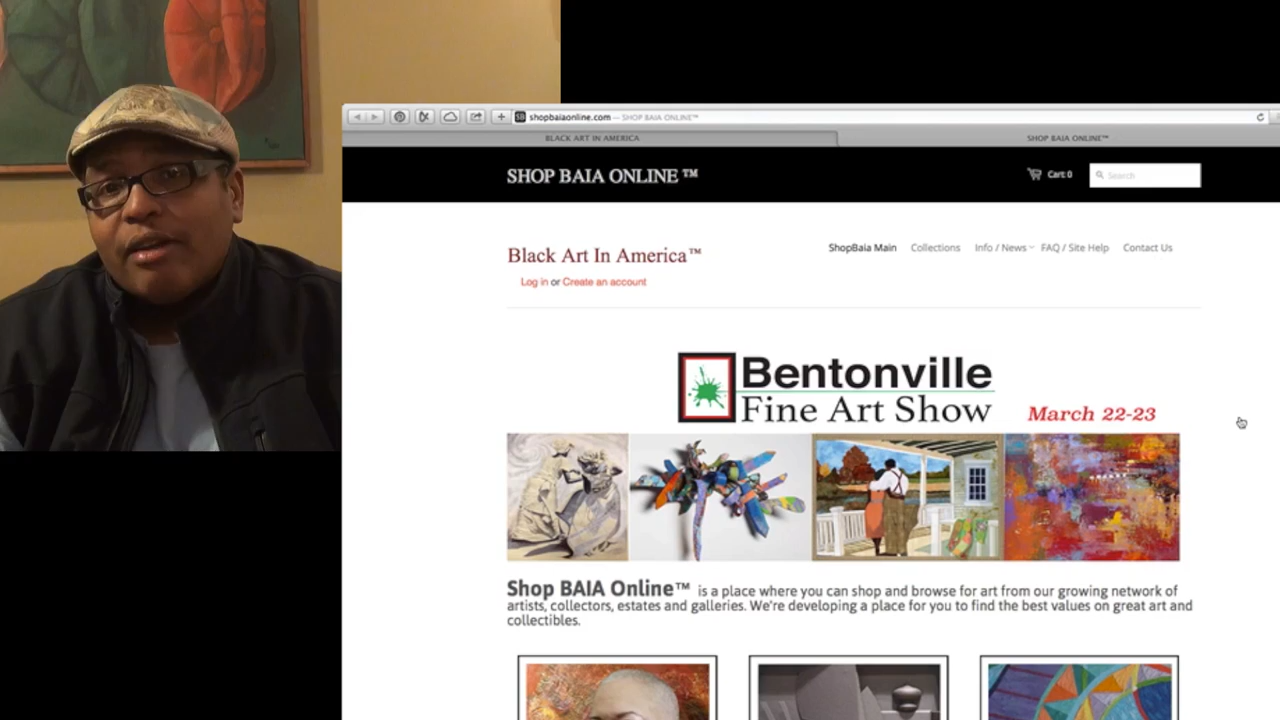 shopbaiaonline.com — SHOP BAIA ONLINE™
BLACK ART IN AMERICA
SHOP BAIA ONLINE™
SHOP BAIA ONLINE ™
Cart: 0
Search
Black Art In America™
Log in or Create an account
ShopBaia Main Collections Info / News FAQ / Site Help Contact Us
Bentonville
Fine Art Show
March 22-23
Shop BAIA Online™ is a place where you can shop and browse for art from our growing network of
artists, collectors, estates and galleries. We're developing a place for you to find the best values on great art and
collectibles.